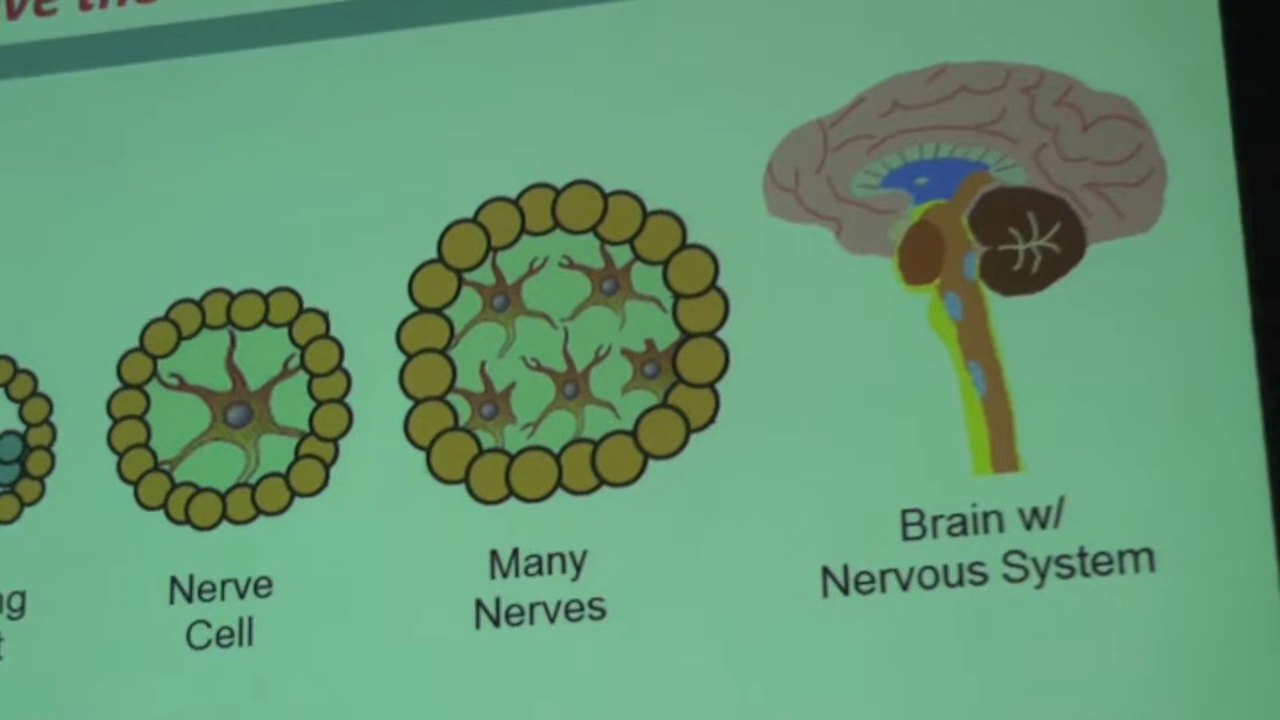 Nerve
Cell
Many
Nerves
Brain w/
Nervous System